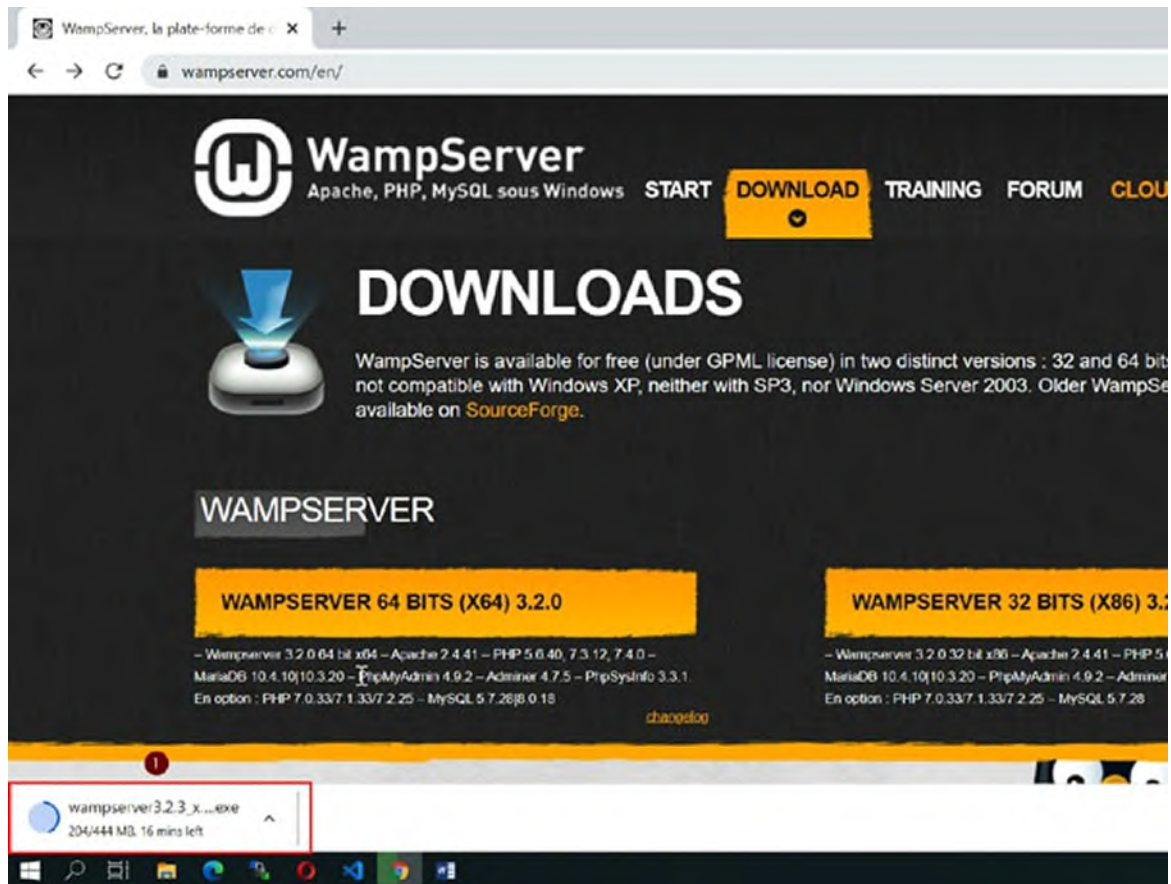 WampServer, la plate-forme de
wampserver.com/en/
WampServer
Apache, PHP, MySQL sous Windows
START DOWNLOAD TRAINING FORUM CLOU
DOWNLOADS
WampServer is available for free (under GPML license) in two distinct versions : 32 and 64 bits
not compatible with Windows XP, neither with SP3, nor Windows Server 2003. Older WampSe
available on SourceForge.
WAMPSERVER
WAMPSERVER 64 BITS (X64) 3.2.0
– Wampserver 3.2.0 64 bit x64 – Apache 2.4.41 – PHP 5.6.40, 7.3.12, 7.4.0 –
MariaDB 10.4.10|10.3.20 – PhpMyAdmin 4.9.2 – Adminer 4.7.5 – PhpSysInfo 3.3.1.
En option : PHP 7.0.33/7.1.33/7.2.25 – MySQL 5.7.28|8.0.18
changelog
WAMPSERVER 32 BITS (X86) 3.2
– Wampserver 3.2.0 32 bit x86 – Apache 2.4.41 – PHP 5.6
MariaDB 10.4.10|10.3.20 – PhpMyAdmin 4.9.2 – Adminer
En option : PHP 7.0.33/7.1.33/7.2.25 – MySQL 5.7.28
1
wampserver3.2.3_x....exe
204/444 MB, 16 mins left